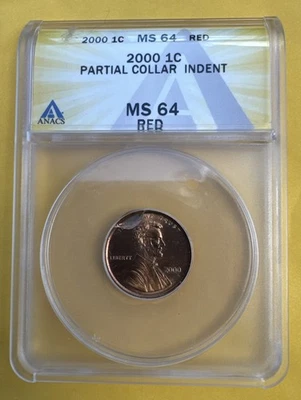 2000 1C MS 64 RED
2000 1C
PARTIAL COLLAR INDENT
ANACS
MS 64
RED
LIBERTY
2000